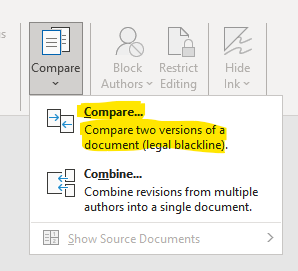 Compare
Block
Authors
Restrict
Editing
Hide
Ink
Compare...
Compare two versions of a
document (legal blackline).
Combine...
Combine revisions from multiple
authors into a single document.
Show Source Documents